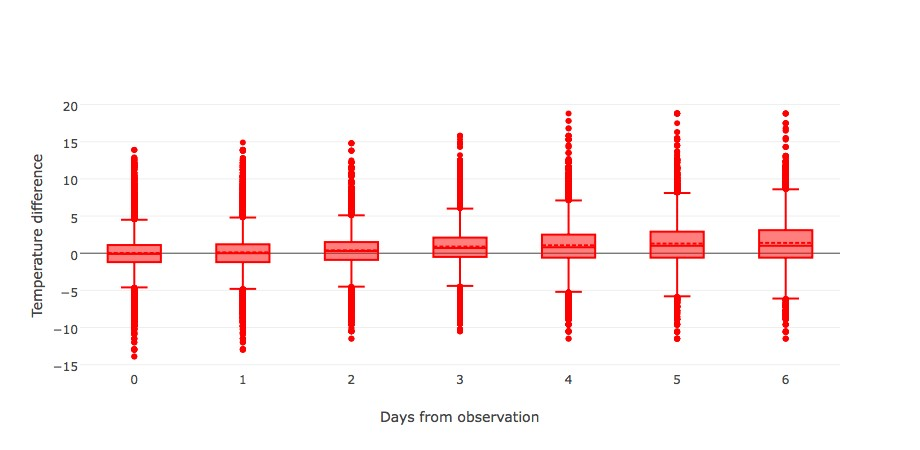 Temperature difference
20
15
10
5
0
−5
−10
−15
0 1 2 3 4 5 6
Days from observation